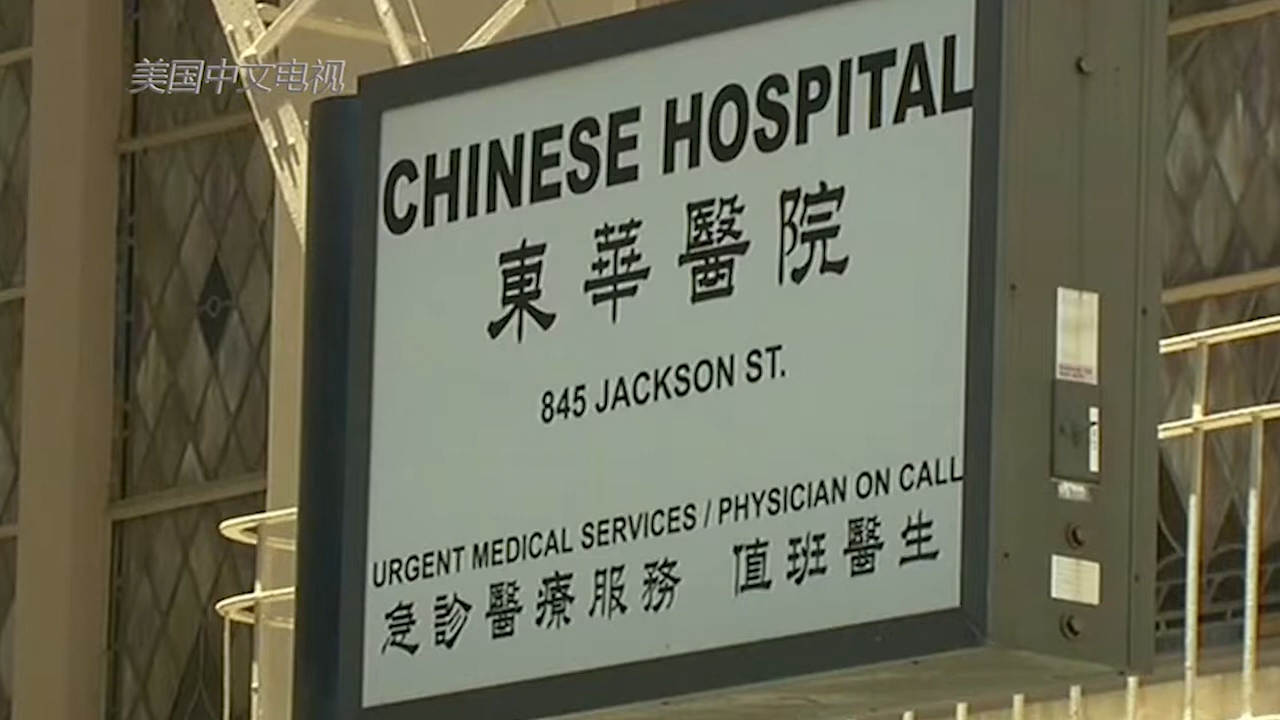 美国中文电视
CHINESE HOSPITAL
東華醫院
845 JACKSON ST.
URGENT MEDICAL SERVICES / PHYSICIAN ON CALL
急診醫療服務 值班醫生